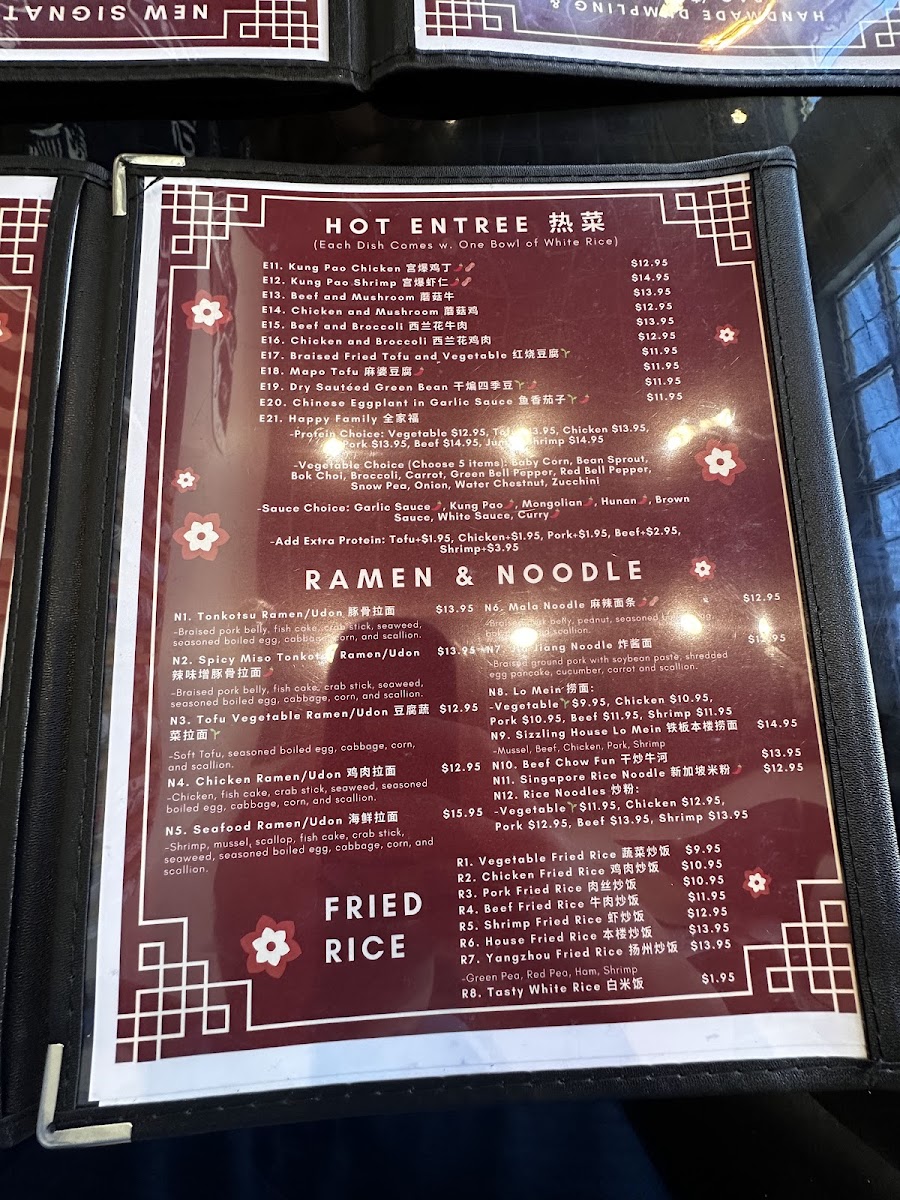 NEW SIGNAT
HANDMADE DUMPLING &
HOT ENTREE 热菜
(Each Dish Comes w. One Bowl of White Rice)
E11. Kung Pao Chicken 宫爆鸡丁 $12.95
E12. Kung Pao Shrimp 宫爆虾仁 $14.95
E13. Beef and Mushroom 蘑菇牛 $13.95
E14. Chicken and Mushroom 蘑菇鸡 $12.95
E15. Beef and Broccoli 西兰花牛肉 $13.95
E16. Chicken and Broccoli 西兰花鸡肉 $12.95
E17. Braised Fried Tofu and Vegetable 红烧豆腐 $11.95
E18. Mapo Tofu 麻婆豆腐 $11.95
E19. Dry Sautéed Green Bean 干煸四季豆 $11.95
E20. Chinese Eggplant in Garlic Sauce 鱼香茄子 $11.95
E21. Happy Family 全家福
-Protein Choice: Vegetable $12.95, $13.95, Chicken $13.95,
Pork $13.95, Beef $14.95, Shrimp $14.95
-Vegetable Choice (Choose 5 items): Baby Corn, Bean Sprout,
Bok Choi, Broccoli, Carrot, Green Bell Pepper, Red Bell Pepper,
Snow Pea, Onion, Water Chestnut, Zucchini
-Sauce Choice: Garlic Sauce, Kung Pao, Mongolian, Hunan, Brown
Sauce, White Sauce, Curry
-Add Extra Protein: Tofu+$1.95, Chicken+$1.95, Pork+$1.95, Beef+$2.95,
Shrimp+$3.95
RAMEN & NOODLE
N1. Tonkotsu Ramen/Udon 豚骨拉面 $13.95
-Braised pork belly, fish cake, crab stick, seaweed,
seasoned boiled egg, cabbage, corn, and scallion.
N2. Spicy Miso Tonkotsu Ramen/Udon $13.95
辣味增豚骨拉面
-Braised pork belly, fish cake, crab stick, seaweed,
seasoned boiled egg, cabbage, corn, and scallion.
N3. Tofu Vegetable Ramen/Udon 豆腐蔬 $12.95
菜拉面
-Soft Tofu, seasoned boiled egg, cabbage, corn,
and scallion.
N4. Chicken Ramen/Udon 鸡肉拉面 $12.95
-Chicken, fish cake, crab stick, seaweed, seasoned
boiled egg, cabbage, corn, and scallion.
N5. Seafood Ramen/Udon 海鲜拉面 $15.95
-Shrimp, mussel, scallop, fish cake, crab stick,
seaweed, seasoned boiled egg, cabbage, corn, and
scallion.
N6. Mala Noodle 麻辣面条 $12.95
belly, peanut, seasoned
scallion.
N7. Jiang Noodle 炸酱面
-Braised ground pork with soybean paste, shredded
egg pancake, cucumber, carrot and scallion.
N8. Lo Mein 捞面:
-Vegetable $9.95, Chicken $10.95,
Pork $10.95, Beef $11.95, Shrimp $11.95
N9. Sizzling House Lo Mein 铁板本楼捞面 $14.95
-Mussel, Beef, Chicken, Pork, Shrimp
N10. Beef Chow Fun 干炒牛河 $13.95
N11. Singapore Rice Noodle 新加坡米粉 $12.95
N12. Rice Noodles 炒粉:
-Vegetable $11.95, Chicken $12.95,
Pork $12.95, Beef $13.95, Shrimp $13.95
FRIED
RICE
R1. Vegetable Fried Rice 蔬菜炒饭 $9.95
R2. Chicken Fried Rice 鸡肉炒饭 $10.95
R3. Pork Fried Rice 肉丝炒饭 $10.95
R4. Beef Fried Rice 牛肉炒饭 $11.95
R5. Shrimp Fried Rice 虾炒饭 $12.95
R6. House Fried Rice 本楼炒饭 $13.95
R7. Yangzhou Fried Rice 扬州炒饭 $13.95
-Green Pea, Red Pea, Ham, Shrimp
R8. Tasty White Rice 白米饭 $1.95